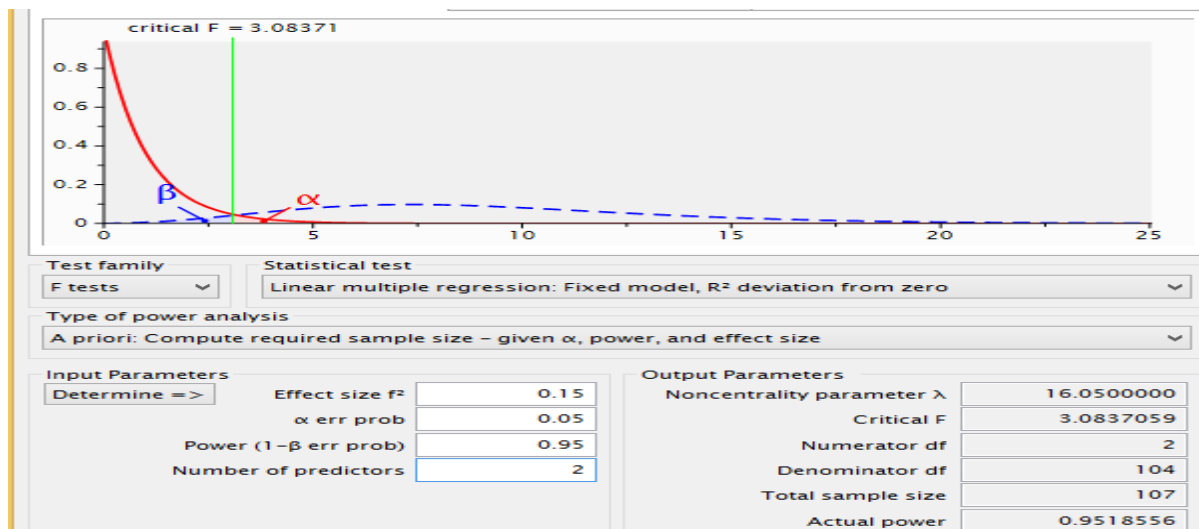 critical F = 3.08371
0.8
0.6
0.4
0.2
0
β
α
0 5 10 15 20 25
Test family Statistical test
F tests Linear multiple regression: Fixed model, R² deviation from zero
Type of power analysis
A priori: Compute required sample size – given α, power, and effect size
Input Parameters Output Parameters
Determine => Effect size f² 0.15 Noncentrality parameter λ 16.0500000
α err prob 0.05 Critical F 3.0837059
Power (1-β err prob) 0.95 Numerator df 2
Number of predictors 2 Denominator df 104
Total sample size 107
Actual power 0.9518556